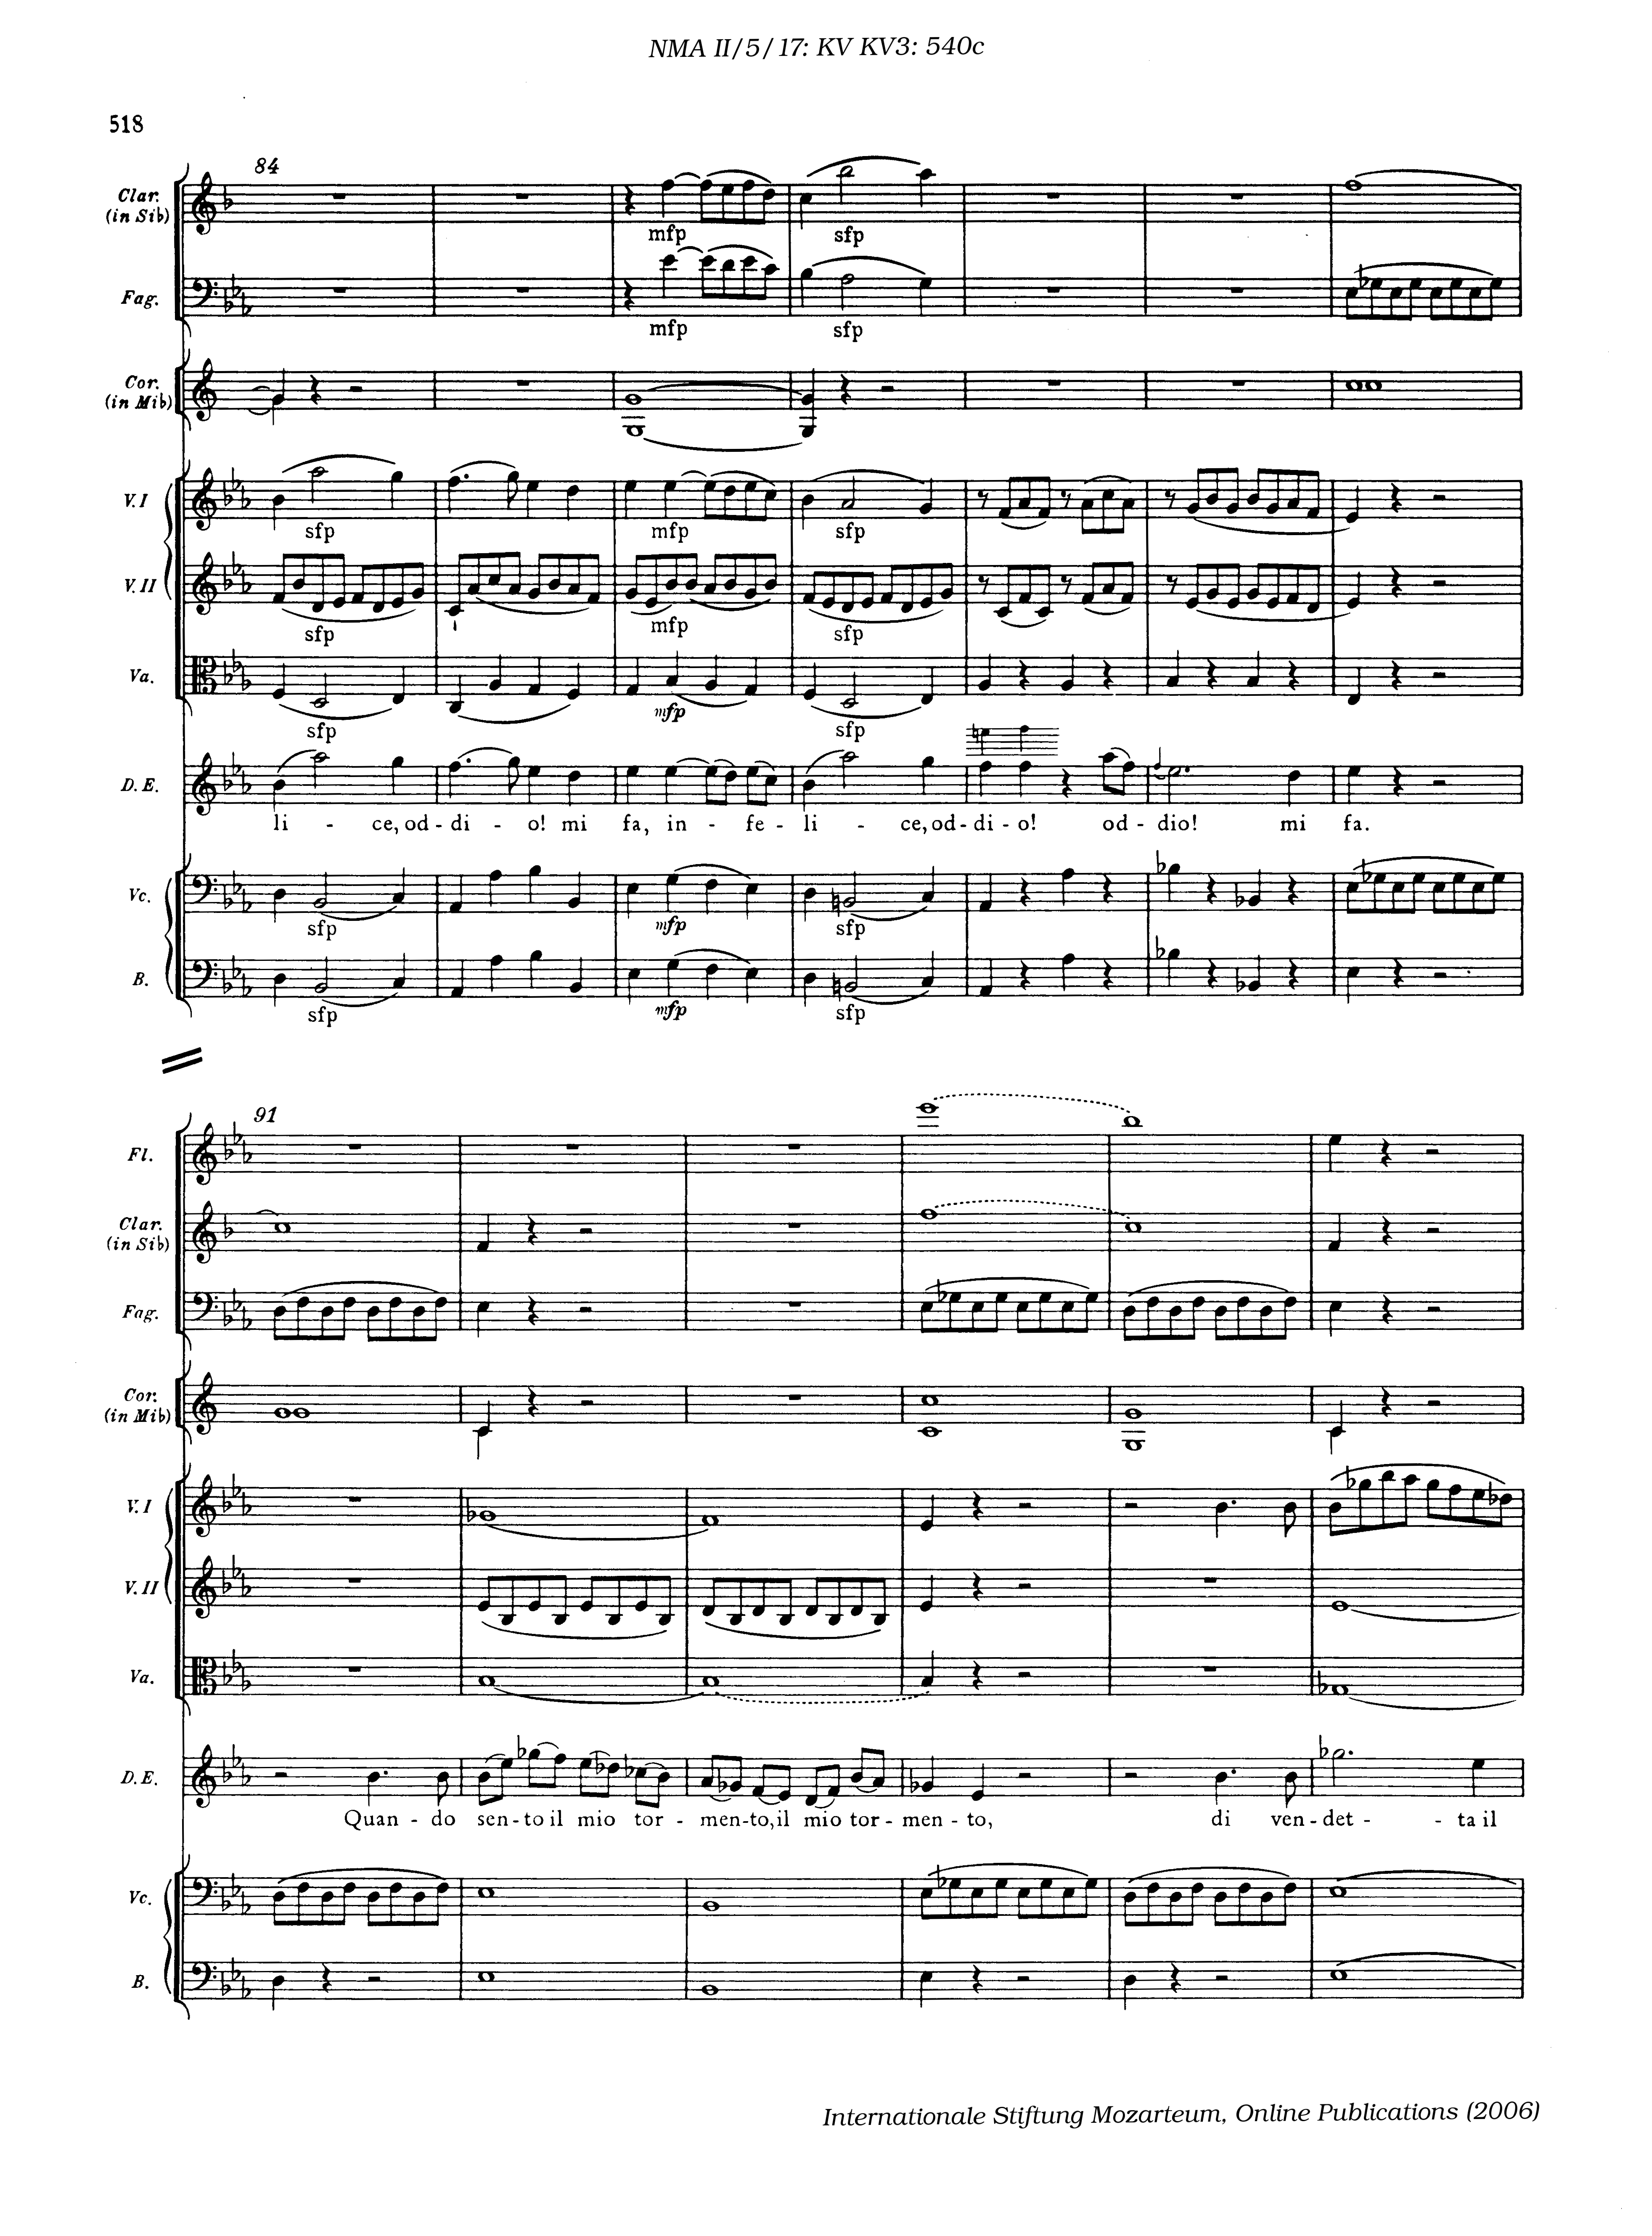 NMA II/5/17: KV KV3: 540c
518
84
Clar.
(in Sib)
mfp sfp
Fag.
mfp sfp
Cor.
(in Mib)
V. I
sfp mfp sfp
V. II
sfp mfp sfp
Va.
sfp mfp sfp
D. E.
li - ce, od - di - o! mi fa, in - fe - li - ce, od - di - o! od - dio! mi fa.
Vc.
sfp mfp sfp
B.
sfp mfp sfp
91
Fl.
Clar.
(in Sib)
Fag.
Cor.
(in Mib)
V. I
V. II
Va.
D. E.
Quan - do sen - to il mio tor - men - to, il mio tor - men - to, di ven - det - - ta il
Vc.
B.
Internationale Stiftung Mozarteum, Online Publications (2006)